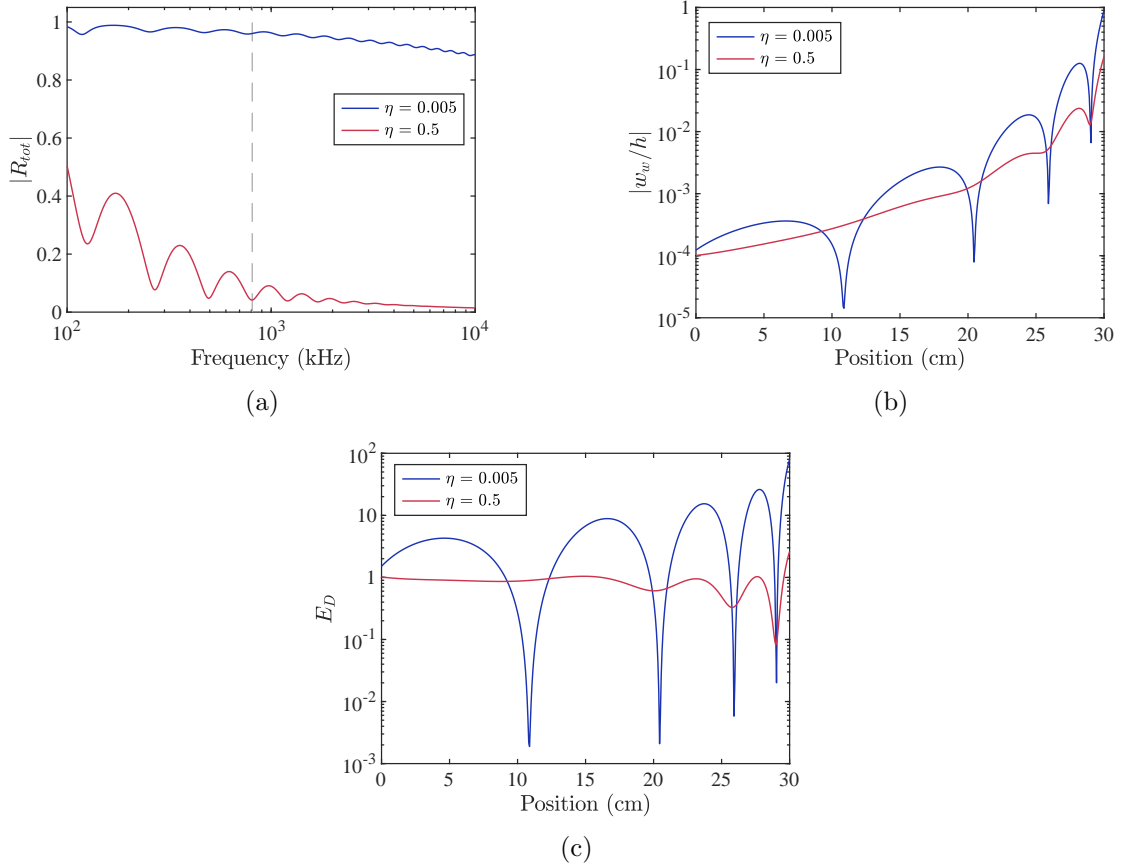 1
0.8
0.6
0.4
0.2
0
|R_{tot}|
η = 0.005
η = 0.5
10^2 10^3 10^4
Frequency (kHz)
(a)
1
10^{-1}
10^{-2}
10^{-3}
10^{-4}
10^{-5}
|w_w/h|
η = 0.005
η = 0.5
0 5 10 15 20 25 30
Position (cm)
(b)
10^2
10
1
10^{-1}
10^{-2}
10^{-3}
E_D
η = 0.005
η = 0.5
0 5 10 15 20 25 30
Position (cm)
(c)